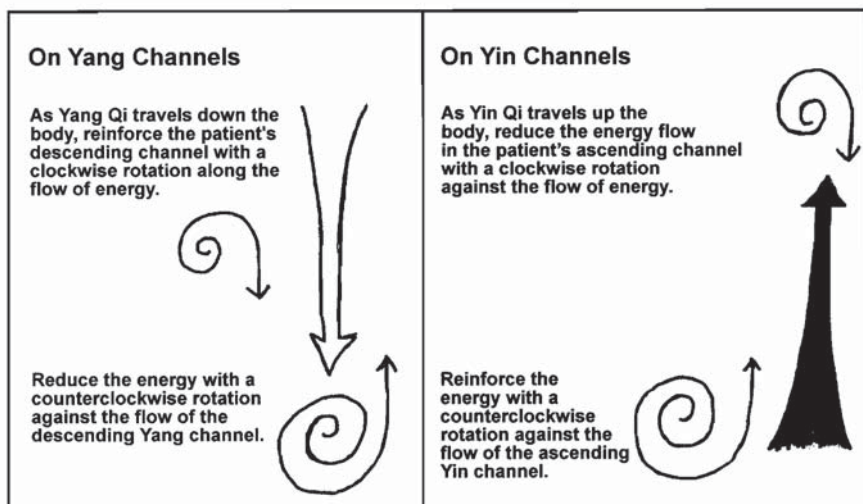 On Yang Channels
As Yang Qi travels down the
body, reinforce the patient's
descending channel with a
clockwise rotation along the
flow of energy.
Reduce the energy with a
counterclockwise rotation
against the flow of the
descending Yang channel.
On Yin Channels
As Yin Qi travels up the
body, reduce the energy flow
in the patient's ascending channel
with a clockwise rotation
against the flow of energy.
Reinforce the
energy with a
counterclockwise
rotation against the
flow of the ascending
Yin channel.